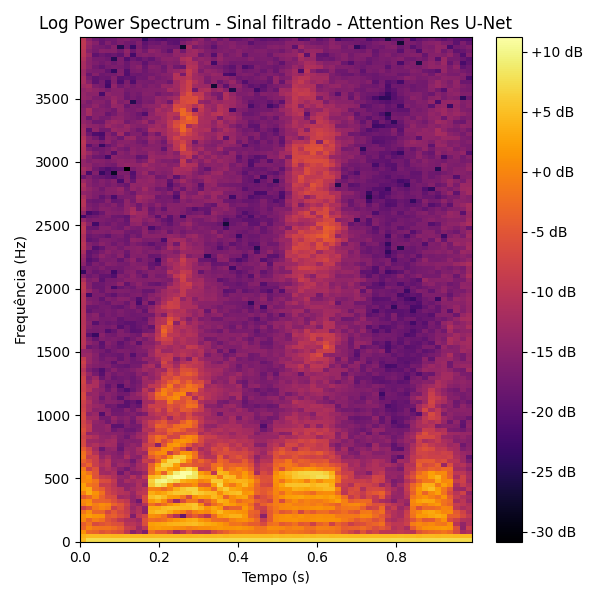 Log Power Spectrum - Sinal filtrado - Attention Res U-Net
+10 dB
+5 dB
+0 dB
-5 dB
-10 dB
-15 dB
-20 dB
-25 dB
-30 dB
Frequência (Hz)
3500
3000
2500
2000
1500
1000
500
0
0.0 0.2 0.4 0.6 0.8
Tempo (s)